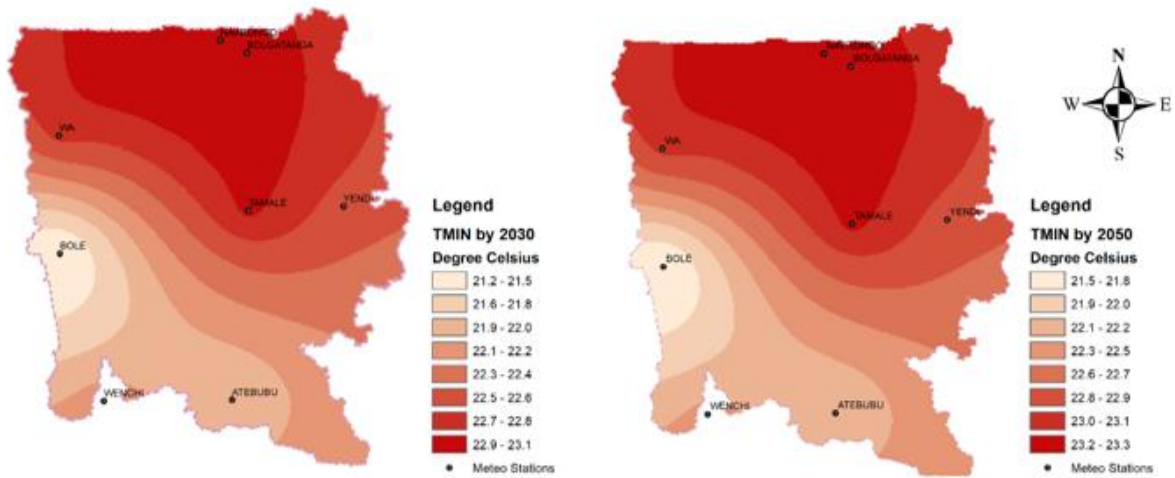 BOLGATANGA
WA
TAMALE
BOLE
WENCHI
ATEBUBU
Legend
TMIN by 2030
Degree Celsius
21.2 - 21.5
21.6 - 21.8
21.9 - 22.0
22.1 - 22.2
22.3 - 22.4
22.5 - 22.6
22.7 - 22.8
22.9 - 23.1
Meteo Stations
BOLGATANGA
WA
TAMALE
BOLE
WENCHI
ATEBUBU
N
W E
S
Legend
TMIN by 2050
Degree Celsius
21.5 - 21.8
21.9 - 22.0
22.1 - 22.2
22.3 - 22.5
22.6 - 22.7
22.8 - 22.9
23.0 - 23.1
23.2 - 23.3
Meteo Stations